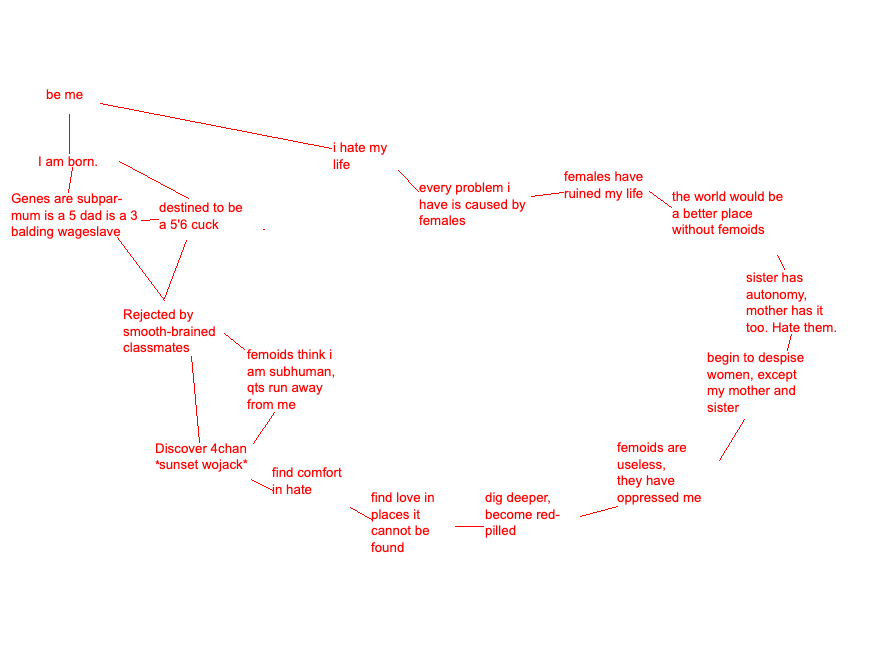 be me
I am born.
Genes are subpar-
mum is a 5 dad is a 3
balding wageslave
destined to be
a 5'6 cuck
Rejected by
smooth-brained
classmates
femoids think i
am subhuman,
qts run away
from me
Discover 4chan
*sunset wojack*
find comfort
in hate
find love in
places it
cannot be
found
dig deeper,
become red-
pilled
femoids are
useless,
they have
oppressed me
begin to despise
women, except
my mother and
sister
sister has
autonomy,
mother has it
too. Hate them.
the world would be
a better place
without femoids
females have
ruined my life
every problem i
have is caused by
females
i hate my
life